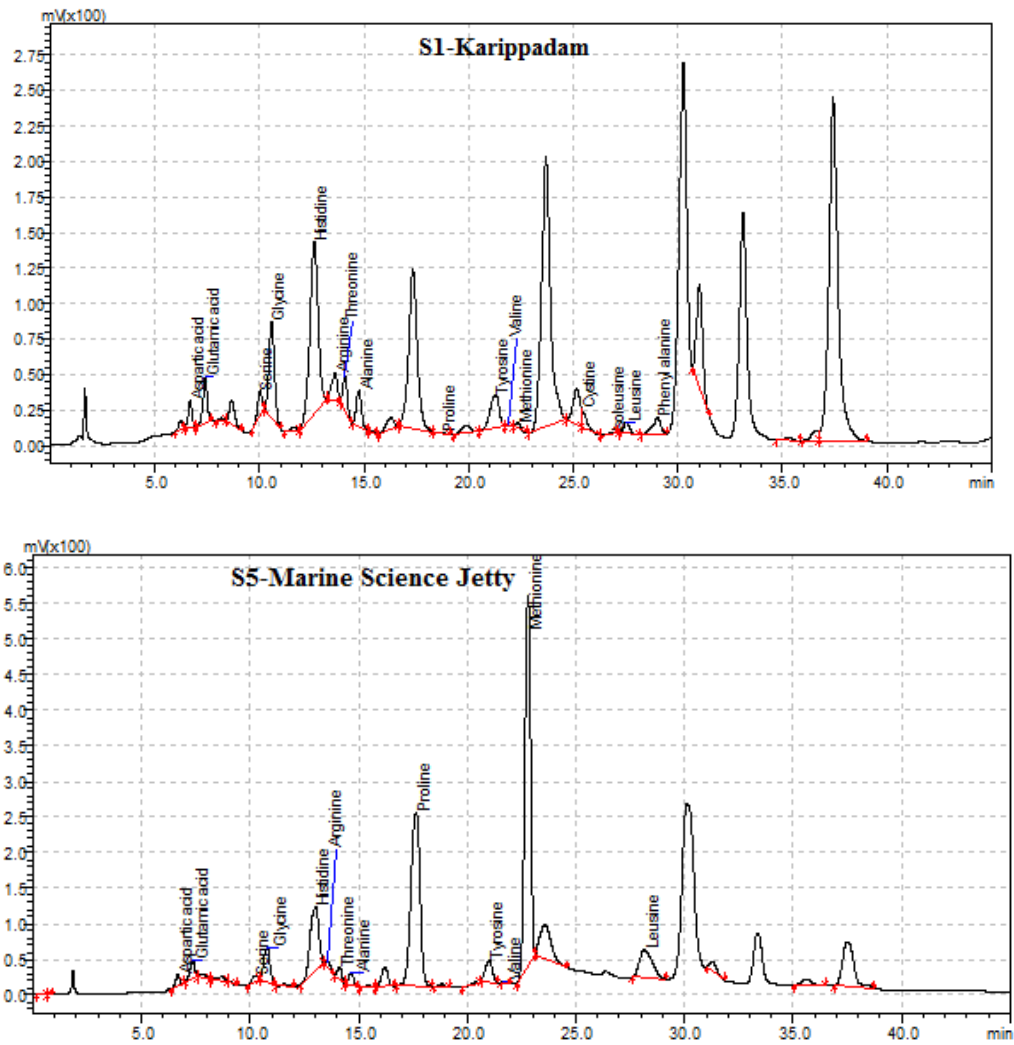 mV(x100)
S1-Karippadam
2.75
2.50
2.25
2.00
1.75
1.50
1.25
1.00
0.75
0.50
0.25
0.00
Aspartic acid
Glutamic acid
Serine
Glycine
Histidine
Arginine
Threonine
Alanine
Proline
Tyrosine
Valine
Methionine
Cystine
Isoleusine
Leusine
Phenyl alanine
5.0 10.0 15.0 20.0 25.0 30.0 35.0 40.0 min
mV(x100)
S5-Marine Science Jetty
6.0
5.5
5.0
4.5
4.0
3.5
3.0
2.5
2.0
1.5
1.0
0.5
0.0
Aspartic acid
Glutamic acid
Serine
Glycine
Histidine
Arginine
Threonine
Alanine
Proline
Tyrosine
Valine
Methionine
Leusine
5.0 10.0 15.0 20.0 25.0 30.0 35.0 40.0 min